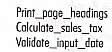 Print_page_headings
Calculate_sales_tax
Validate_input_data